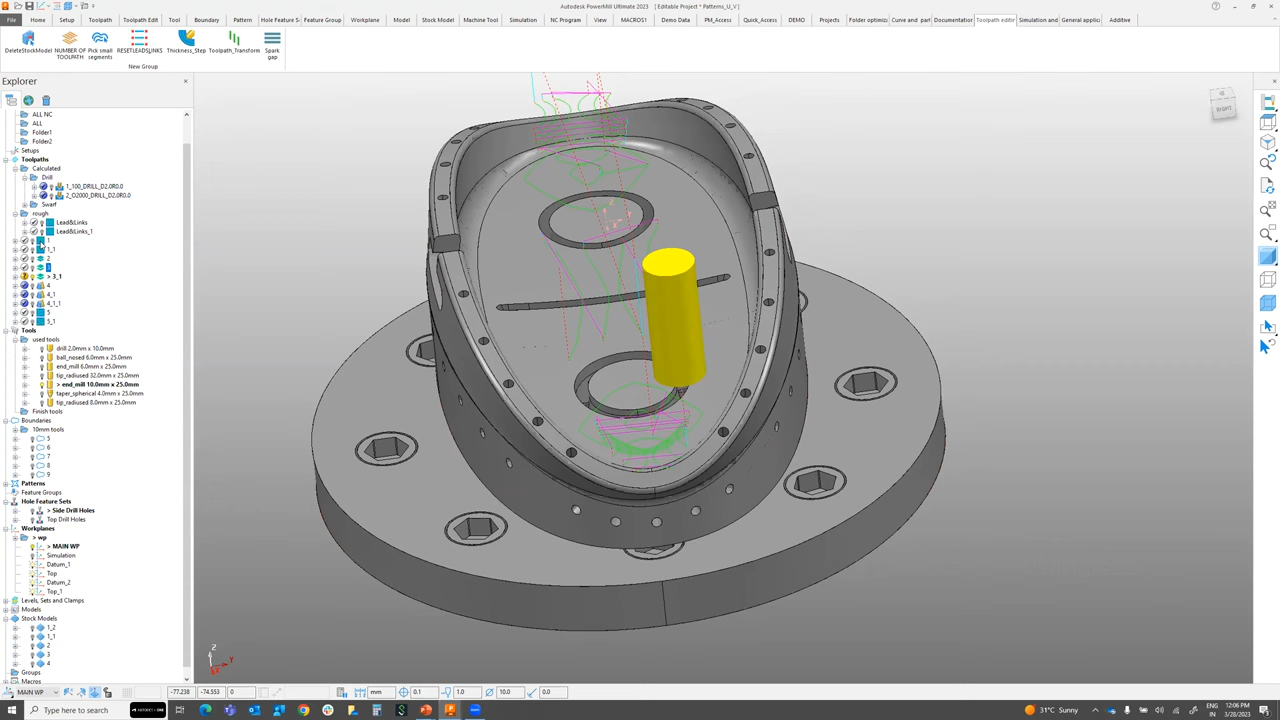 Autodesk PowerMill Ultimate 2023 [ Editable Project * Patterns_U_V ]
File Home Setup Toolpath Toolpath Edit Tool Boundary Pattern Hole Feature S Feature Group Workplane Model Stock Model Machine Tool Simulation NC Program View MACROS1 Demo Data PM_Access Quick_Access DEMO Projects Folder optimiz Curve and part Documentation Toolpath editin Simulation and General applic Additive
DeleteStockModel NUMBER OF TOOLPATH Pick small segments RESETLEADSLINKS Thickness_Step Toolpath_Transform Spark gap
New Group
Explorer
ALL NC
ALL
Folder1
Folder2
Setups
Toolpaths
Calculated
Drill
1_100_DRILL_D2.0R0.0
2_O2000_DRILL_D2.0R0.0
Swarf
rough
Lead&Links
Lead&Links_1
1
1_1
2
3
> 3_1
4
4_1
4_1_1
5
5_1
Tools
used tools
drill 2.0mm x 10.0mm
ball_nosed 6.0mm x 25.0mm
end_mill 6.0mm x 25.0mm
tip_radiused 32.0mm x 25.0mm
> end_mill 10.0mm x 25.0mm
taper_spherical 4.0mm x 25.0mm
tip_radiused 8.0mm x 25.0mm
Finish tools
Boundaries
10mm tools
5
6
7
8
9
Patterns
Feature Groups
Hole Feature Sets
> Side Drill Holes
Top Drill Holes
Workplanes
> wp
> MAIN WP
Simulation
Datum_1
Top
Datum_2
Top_1
Levels, Sets and Clamps
Models
Stock Models
1_2
1_1
2
3
4
Groups
Macros
RIGHT
Z
Y
X
MAIN WP -77.238 -74.553 0 mm 0.1 1.0 10.0 0.0
Type here to search
31°C Sunny
ENG
IN
12:06 PM
3/28/2023